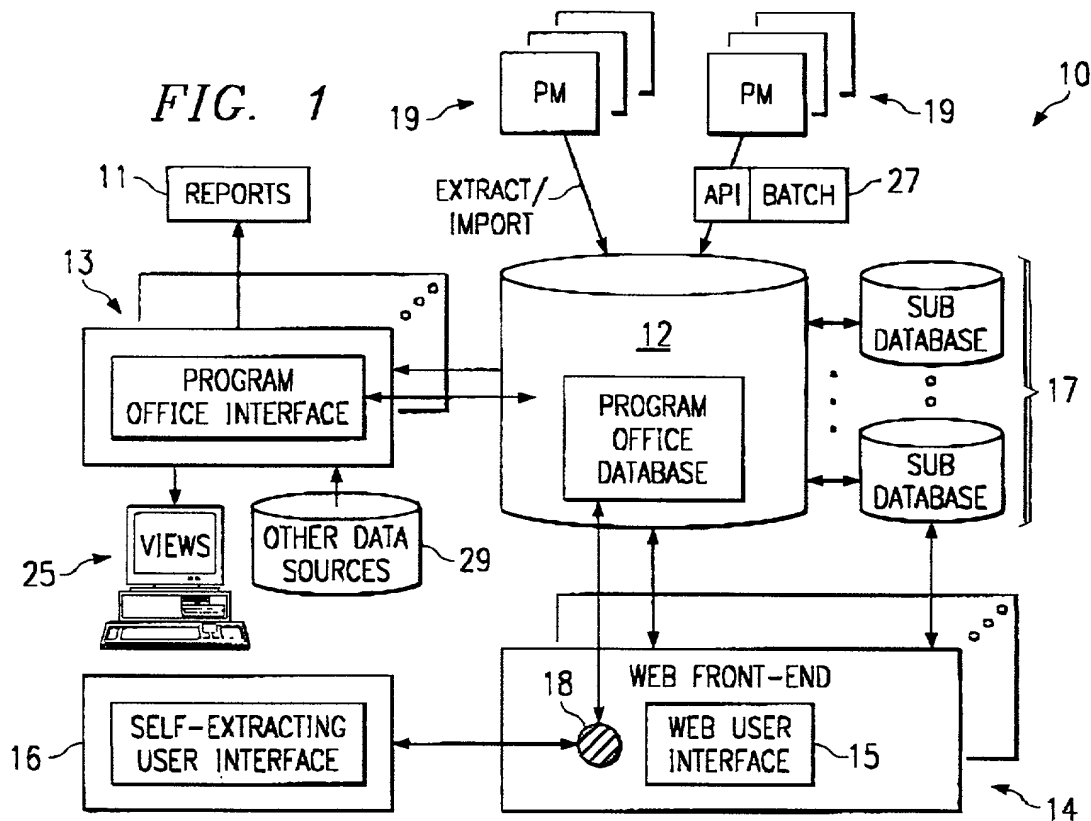 FIG. 1
10
PM
PM
19
19
11
REPORTS
EXTRACT/
IMPORT
API
BATCH
27
13
PROGRAM
OFFICE INTERFACE
12
PROGRAM
OFFICE
DATABASE
SUB
DATABASE
SUB
DATABASE
17
VIEWS
25
OTHER DATA
SOURCES
29
WEB FRONT-END
18
WEB USER
INTERFACE
15
16
SELF-EXTRACTING
USER INTERFACE
14